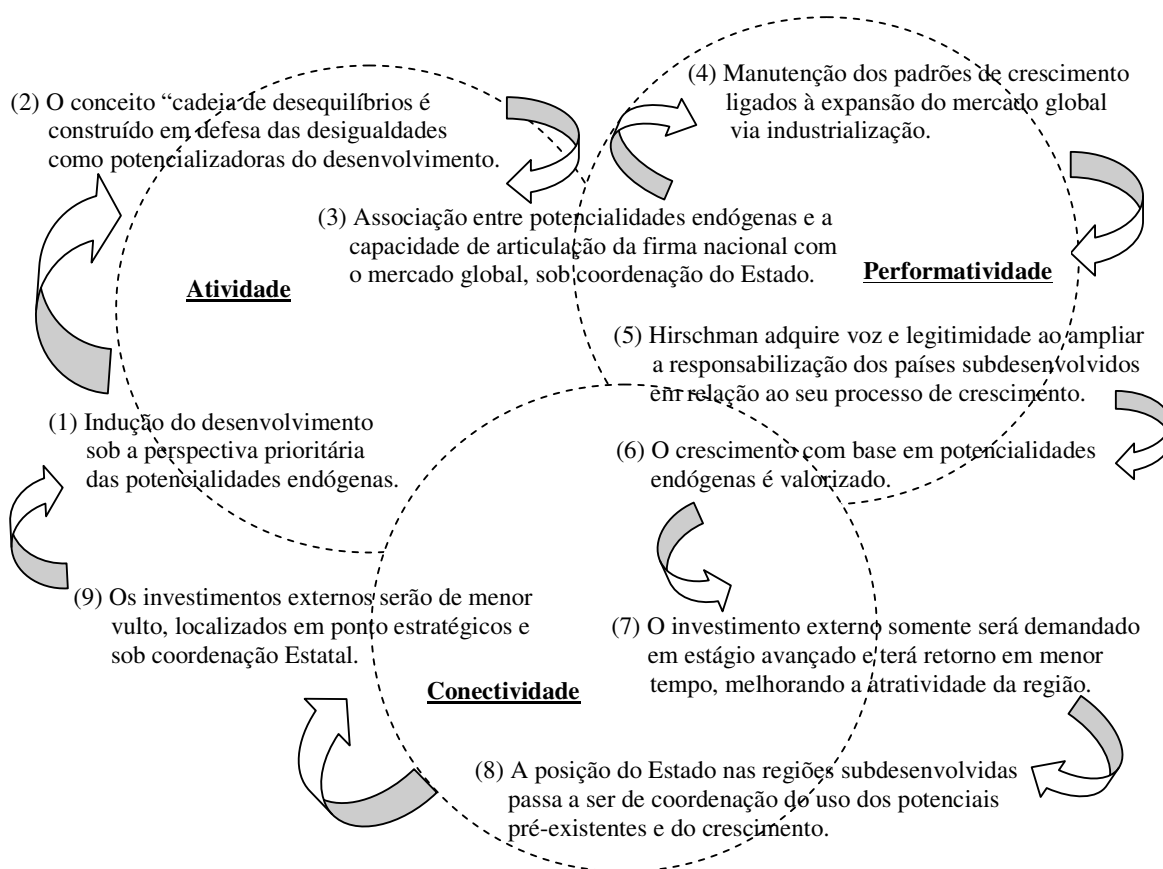 (4) Manutenção dos padrões de crescimento
ligados à expansão do mercado global
via industrialização.
(2) O conceito “cadeia de desequilíbrios é
construído em defesa das desigualdades
como potencializadoras do desenvolvimento.
(3) Associação entre potencialidades endógenas e a
capacidade de articulação da firma nacional com
o mercado global, sob coordenação do Estado.
Atividade
Performatividade
(5) Hirschman adquire voz e legitimidade ao ampliar
a responsabilização dos países subdesenvolvidos
em relação ao seu processo de crescimento.
(1) Indução do desenvolvimento
sob a perspectiva prioritária
das potencialidades endógenas.
(6) O crescimento com base em potencialidades
endógenas é valorizado.
(9) Os investimentos externos serão de menor
vulto, localizados em ponto estratégicos e
sob coordenação Estatal.
(7) O investimento externo somente será demandado
em estágio avançado e terá retorno em menor
tempo, melhorando a atratividade da região.
Conectividade
(8) A posição do Estado nas regiões subdesenvolvidas
passa a ser de coordenação do uso dos potenciais
pré-existentes e do crescimento.